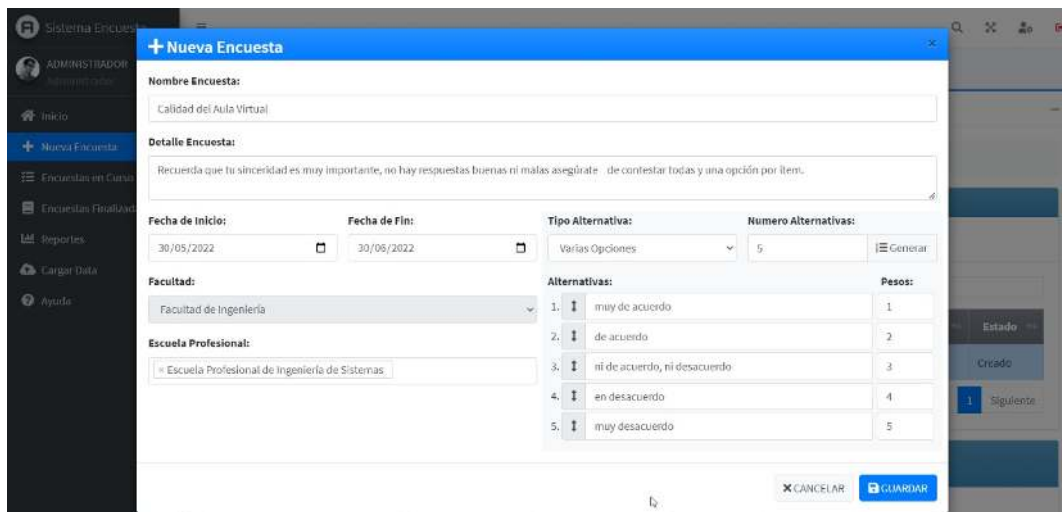 Sistema Encuest
ADMINISTRADOR
Administrador
Inicio
Nueva Encuesta
Encuestas en Curso
Encuestas Finalizad
Reportes
Cargar Data
Ayuda
Nueva Encuesta
×
Nombre Encuesta:
Calidad del Aula Virtual
Detalle Encuesta:
Recuerda que tu sinceridad es muy importante, no hay respuestas buenas ni malas asegúrate de contestar todas y una opción por ítem.
Fecha de Inicio: Fecha de Fin: Tipo Alternativa: Numero Alternativas:
30/05/2022 30/06/2022 Varias Opciones 5 Generar
Facultad: Alternativas: Pesos:
Facultad de Ingeniería 1. muy de acuerdo 1
2. de acuerdo 2
Escuela Profesional:
× Escuela Profesional de Ingeniería de Sistemas 3. ni de acuerdo, ni desacuerdo 3
4. en desacuerdo 4
5. muy desacuerdo 5
CANCELAR GUARDAR
Estado
Creado
1 Siguiente